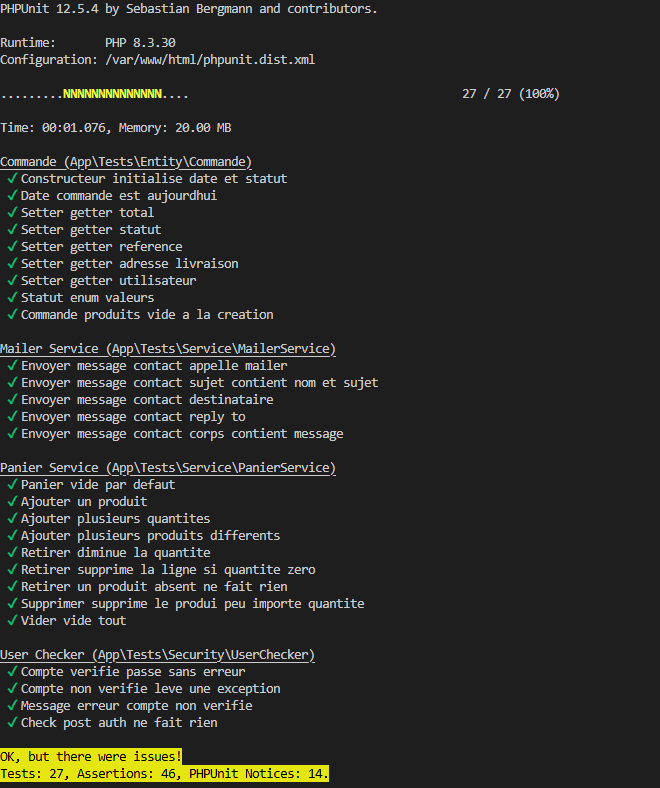 PHPUnit 12.5.4 by Sebastian Bergmann and contributors.
Runtime:       PHP 8.3.30
Configuration: /var/www/html/phpunit.dist.xml
.........NNNNNNNNNNNNNN....                                       27 / 27 (100%)
Time: 00:01.076, Memory: 20.00 MB
Commande (App\Tests\Entity\Commande)
✓ Constructeur initialise date et statut
✓ Date commande est aujourdhui
✓ Setter getter total
✓ Setter getter statut
✓ Setter getter reference
✓ Setter getter adresse livraison
✓ Setter getter utilisateur
✓ Statut enum valeurs
✓ Commande produits vide a la creation
Mailer Service (App\Tests\Service\MailerService)
✓ Envoyer message contact appelle mailer
✓ Envoyer message contact sujet contient nom et sujet
✓ Envoyer message contact destinataire
✓ Envoyer message contact reply to
✓ Envoyer message contact corps contient message
Panier Service (App\Tests\Service\PanierService)
✓ Panier vide par defaut
✓ Ajouter un produit
✓ Ajouter plusieurs quantites
✓ Ajouter plusieurs produits differents
✓ Retirer diminue la quantite
✓ Retirer supprime la ligne si quantite zero
✓ Retirer un produit absent ne fait rien
✓ Supprimer supprime le produi peu importe quantite
✓ Vider vide tout
User Checker (App\Tests\Security\UserChecker)
✓ Compte verifie passe sans erreur
✓ Compte non verifie leve une exception
✓ Message erreur compte non verifie
✓ Check post auth ne fait rien
OK, but there were issues!
Tests: 27, Assertions: 46, PHPUnit Notices: 14.